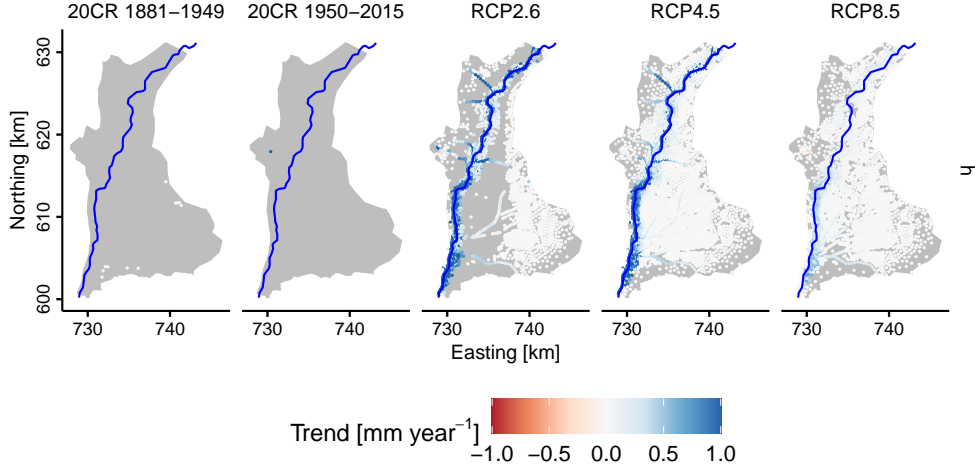 20CR 1881−1949 20CR 1950−2015 RCP2.6 RCP4.5 RCP8.5
630
620
610
600
Northing [km]
h
730 740 730 740 730 740 730 740 730 740
Easting [km]
Trend [mm year⁻¹]
−1.0 −0.5 0.0 0.5 1.0